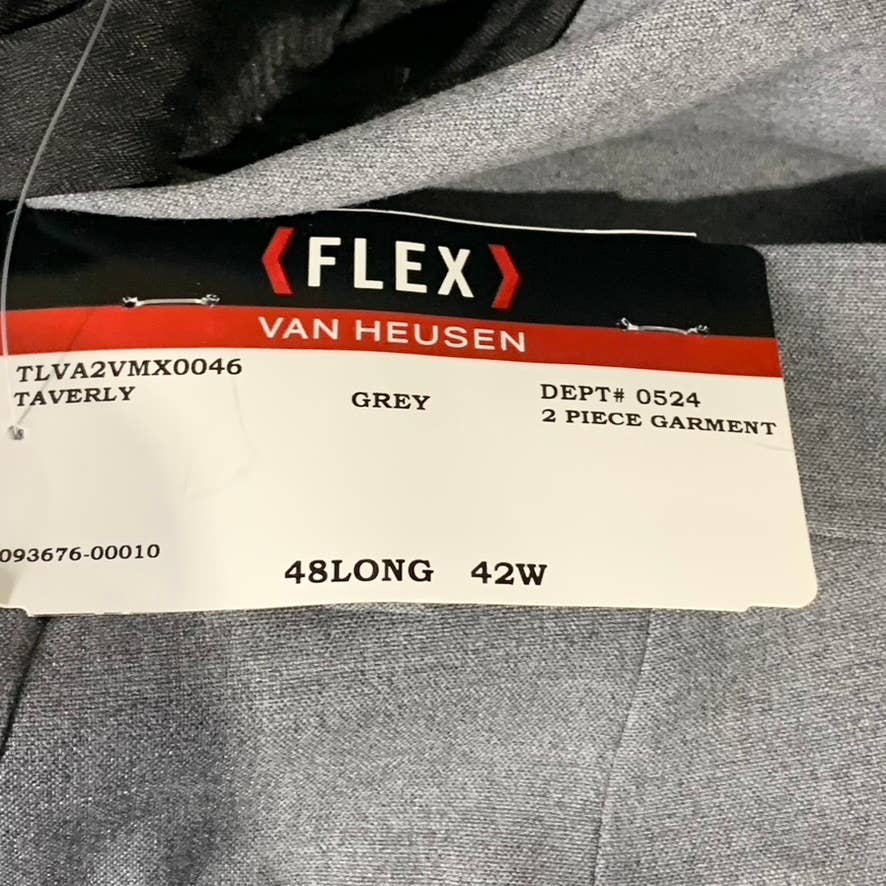 FLEX
VAN HEUSEN
TLVA2VMX0046
TAVERLY
GREY
DEPT# 0524
2 PIECE GARMENT
093676-00010
48LONG 42W